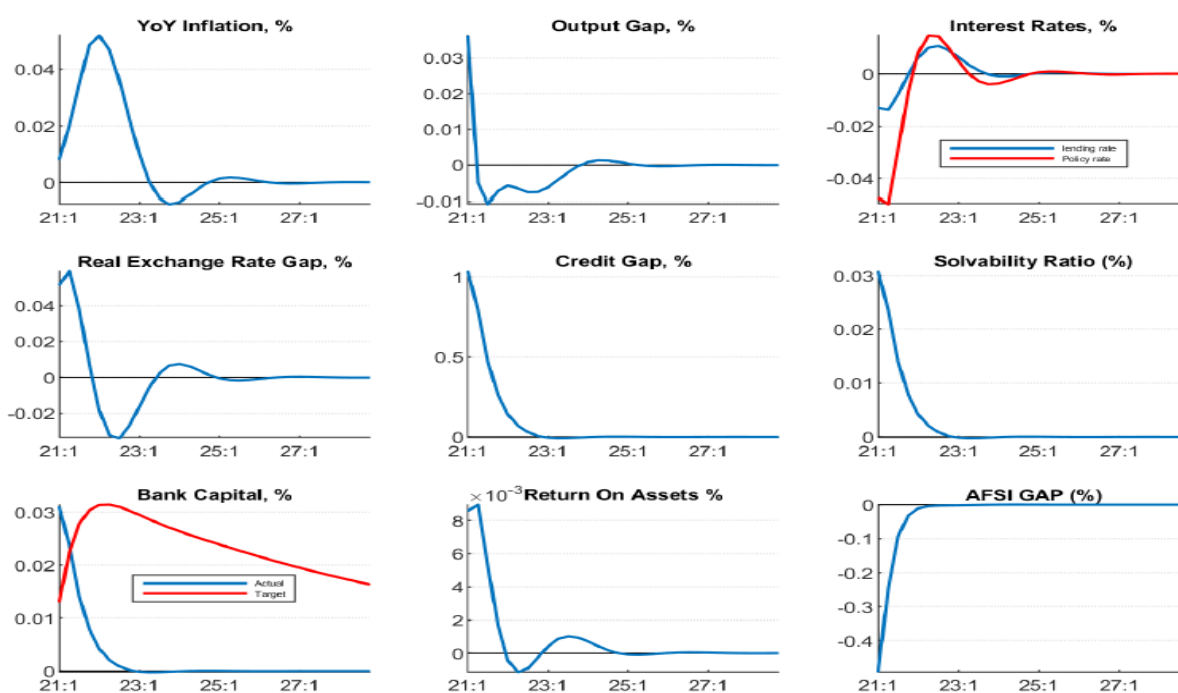 YoY Inflation, %
0.04
0.02
0
21:1 23:1 25:1 27:1
Output Gap, %
0.03
0.02
0.01
0
-0.01
21:1 23:1 25:1 27:1
Interest Rates, %
0
-0.02
-0.04
lending rate
Policy rate
21:1 23:1 25:1 27:1
Real Exchange Rate Gap, %
0.04
0.02
0
-0.02
21:1 23:1 25:1 27:1
Credit Gap, %
1
0.5
0
21:1 23:1 25:1 27:1
Solvability Ratio (%)
0.03
0.02
0.01
0
21:1 23:1 25:1 27:1
Bank Capital, %
0.03
0.02
0.01
0
Actual
Target
21:1 23:1 25:1 27:1
×10⁻³ Return On Assets %
8
6
4
2
0
21:1 23:1 25:1 27:1
AFSI GAP (%)
0
-0.1
-0.2
-0.3
-0.4
21:1 23:1 25:1 27:1